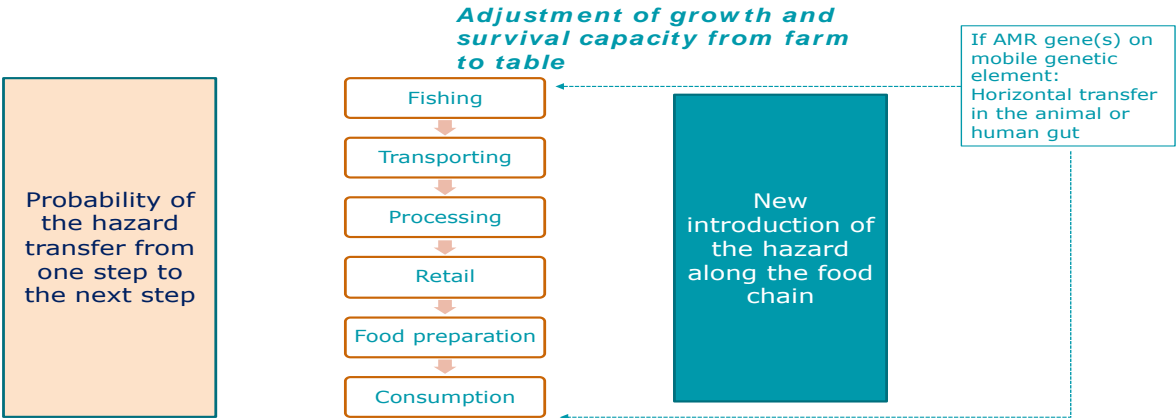 Adjustment of growth and
survival capacity from farm
to table
If AMR gene(s) on
mobile genetic
element:
Horizontal transfer
in the animal or
human gut
Probability of
the hazard
transfer from
one step to
the next step
Fishing
Transporting
Processing
Retail
Food preparation
Consumption
New
introduction of
the hazard
along the food
chain